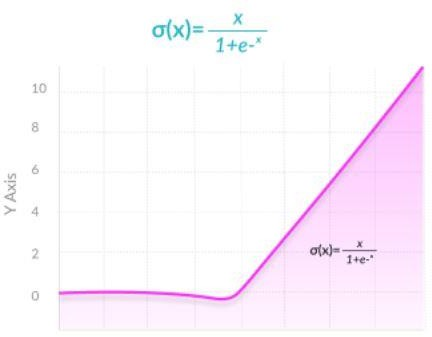 σ(x)= x
1+e-ˣ
10
8
6
4
2
0
Y Axis
σ(x)= x
1+e-ˣ